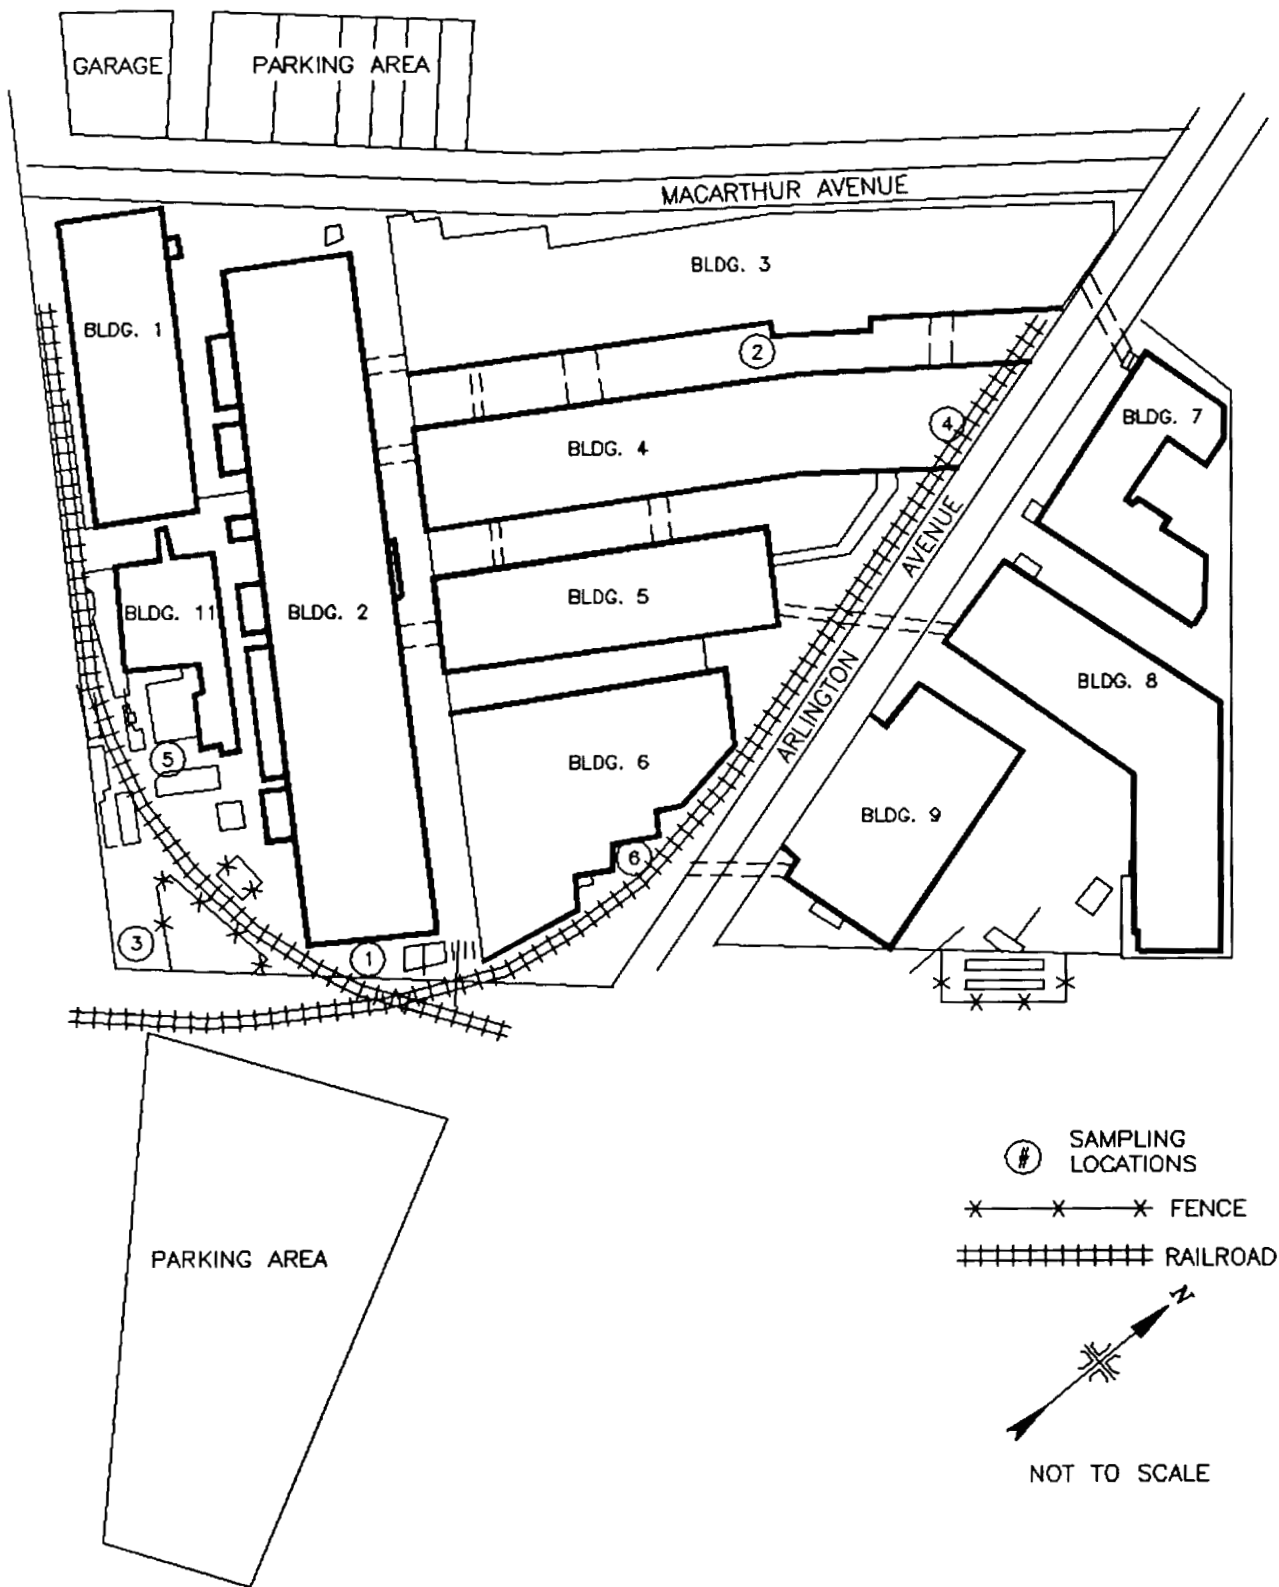 GARAGE
PARKING AREA
MACARTHUR AVENUE
BLDG. 3
BLDG. 1
2
BLDG. 7
4
BLDG. 4
ARLINGTON AVENUE
BLDG. 11
BLDG. 2
BLDG. 5
BLDG. 8
5
BLDG. 6
BLDG. 9
6
3
1
# SAMPLING
LOCATIONS
FENCE
RAILROAD
PARKING AREA
N
NOT TO SCALE